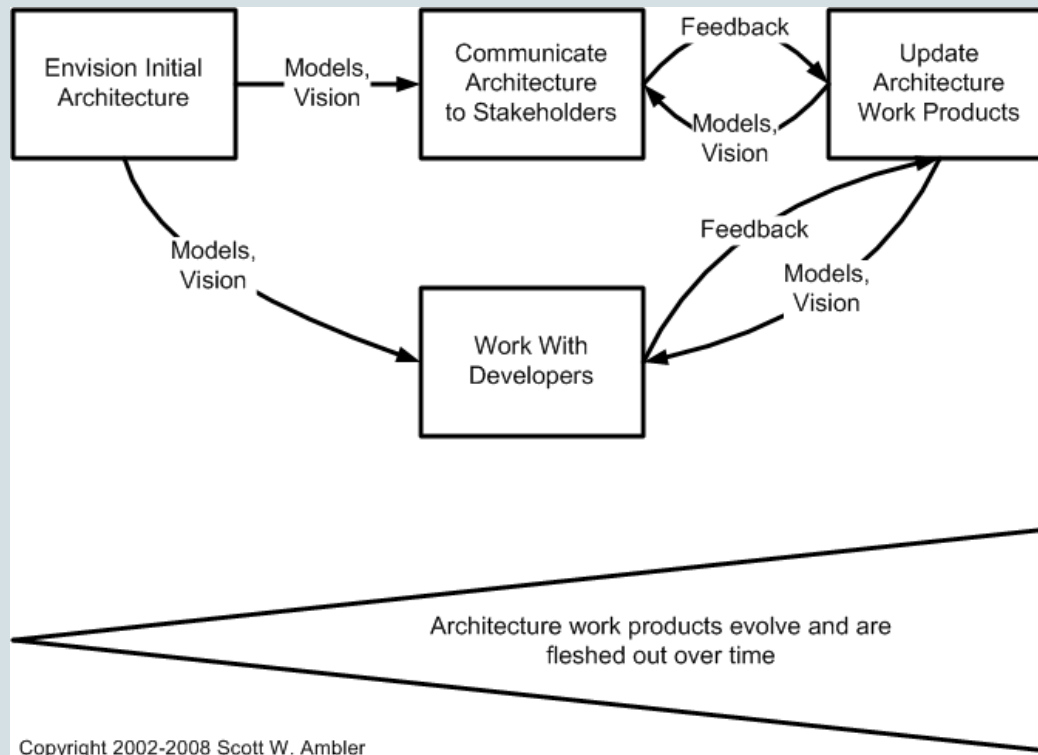 Envision Initial
Architecture
Models,
Vision
Communicate
Architecture
to Stakeholders
Feedback
Models,
Vision
Update
Architecture
Work Products
Models,
Vision
Feedback
Models,
Vision
Work With
Developers
Architecture work products evolve and are
fleshed out over time
Copyright 2002-2008 Scott W. Ambler